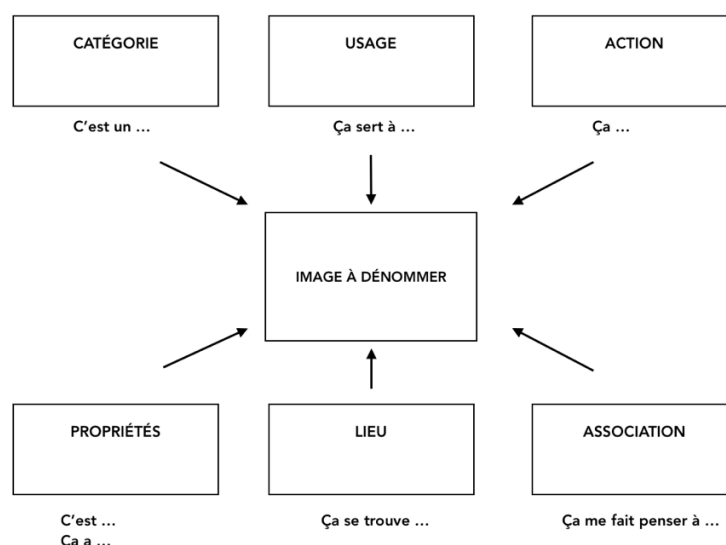 CATÉGORIE
USAGE
ACTION
C’est un …
Ça sert à …
Ça …
IMAGE À DÉNOMMER
PROPRIÉTÉS
LIEU
ASSOCIATION
C’est …
Ça a …
Ça se trouve …
Ça me fait penser à …